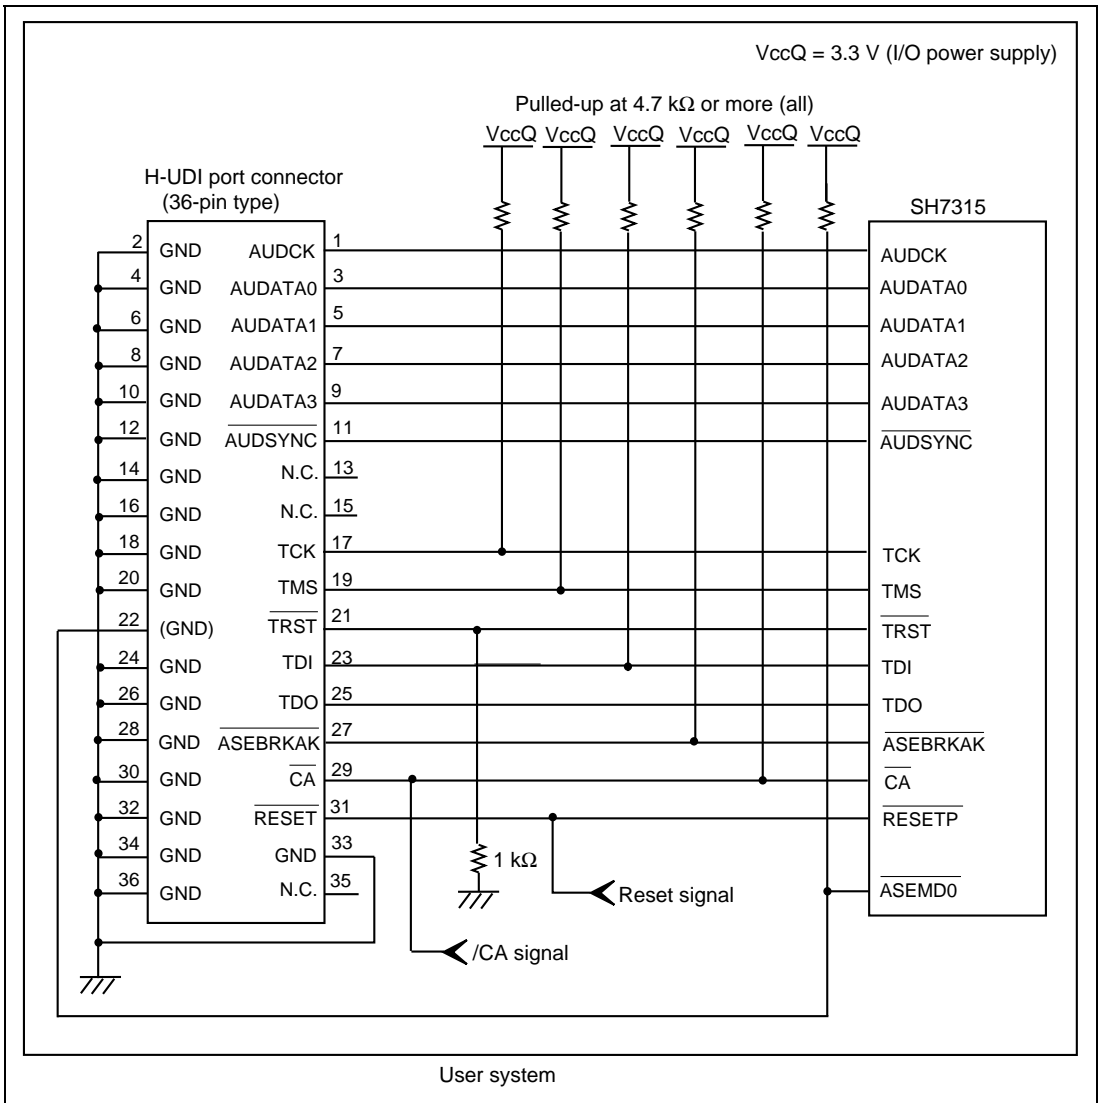 VccQ = 3.3 V (I/O power supply)
Pulled-up at 4.7 kΩ or more (all)
VccQ VccQ VccQ VccQ VccQ VccQ
H-UDI port connector
(36-pin type)
SH7315
2 GND AUDCK 1 AUDCK
4 GND AUDATA0 3 AUDATA0
6 GND AUDATA1 5 AUDATA1
8 GND AUDATA2 7 AUDATA2
10 GND AUDATA3 9 AUDATA3
12 GND AUDSYNC 11 AUDSYNC
14 GND N.C. 13
16 GND N.C. 15
18 GND TCK 17 TCK
20 GND TMS 19 TMS
22 (GND) TRST 21 TRST
24 GND TDI 23 TDI
26 GND TDO 25 TDO
28 GND ASEBRKAK 27 ASEBRKAK
30 GND CA 29 CA
32 GND RESET 31 RESETP
34 GND GND 33 1 kΩ
36 GND N.C. 35 Reset signal ASEMD0
/CA signal
User system